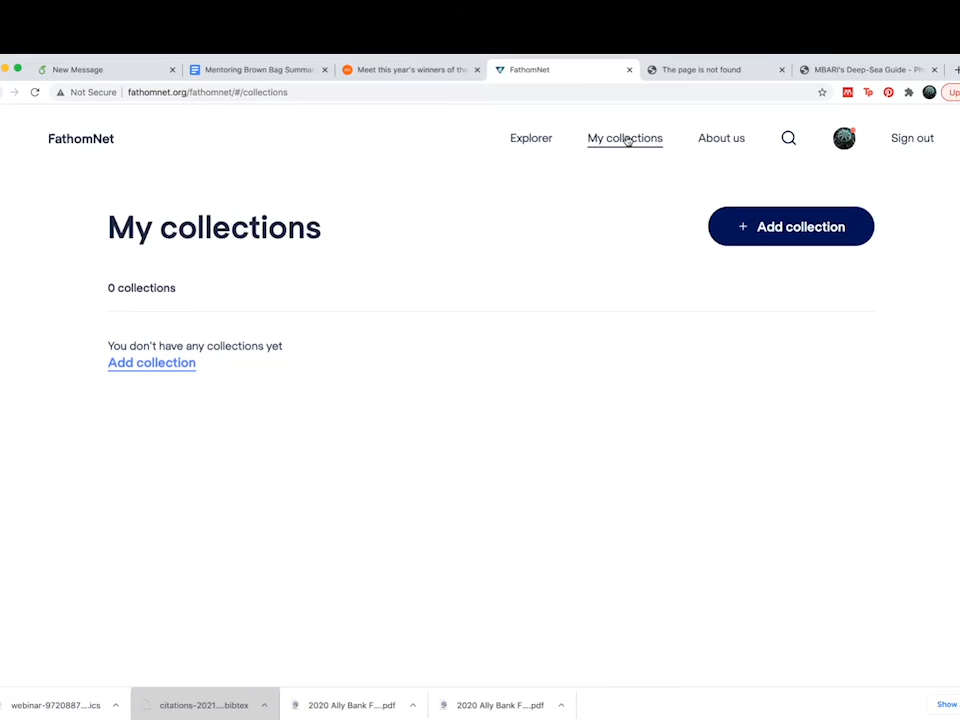 New Message
Mentoring Brown Bag Summar
Meet this year's winners of the
FathomNet
The page is not found
MBARI's Deep-Sea Guide - Ph
Not Secure
fathomnet.org/fathomnet/#/collections
Up
FathomNet
Explorer
My collections
About us
Sign out
My collections
+ Add collection
0 collections
You don't have any collections yet
Add collection
webinar-9720887....ics
citations-2021....bibtex
2020 Ally Bank F....pdf
2020 Ally Bank F....pdf
Show